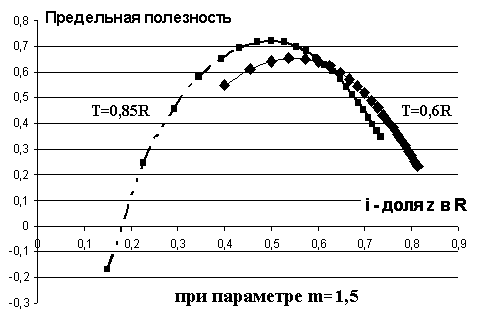 Предельная полезность
0,8
0,7
0,6
0,5
0,4
0,3
0,2
0,1
0
-0,1
-0,2
-0,3
T=0,85R
T=0,6R
i - доля z в R
0 0,1 0,2 0,3 0,4 0,5 0,6 0,7 0,8 0,9
при параметре m=1,5